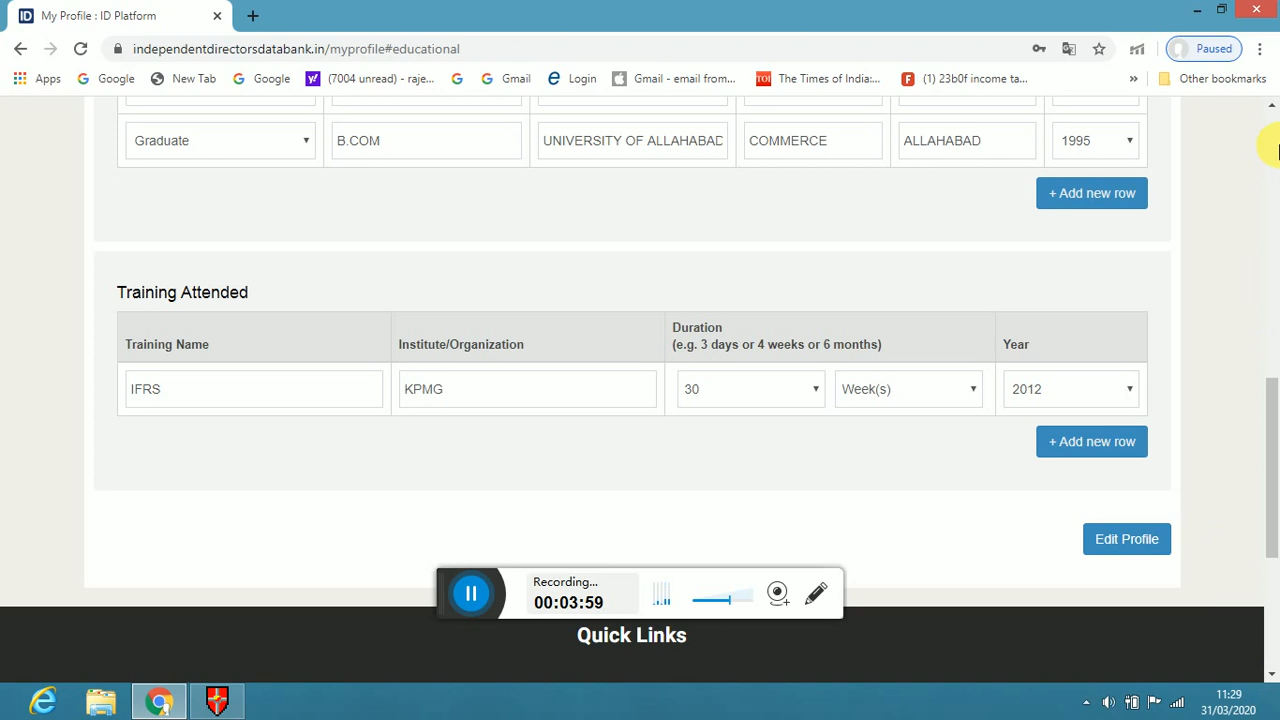 ID My Profile : ID Platform
independentdirectorsdatabank.in/myprofile#educational
Paused
Apps
Google
New Tab
Google
(7004 unread) - raje...
Gmail
Login
Gmail - email from...
TOI The Times of India:...
(1) 23b0f income ta...
»
Other bookmarks
Graduate
B.COM
UNIVERSITY OF ALLAHABAD
COMMERCE
ALLAHABAD
1995
+ Add new row
Training Attended
Training Name
Institute/Organization
Duration
(e.g. 3 days or 4 weeks or 6 months)
Year
IFRS
KPMG
30
Week(s)
2012
+ Add new row
Edit Profile
Recording...
00:03:59
Quick Links
11:29
31/03/2020